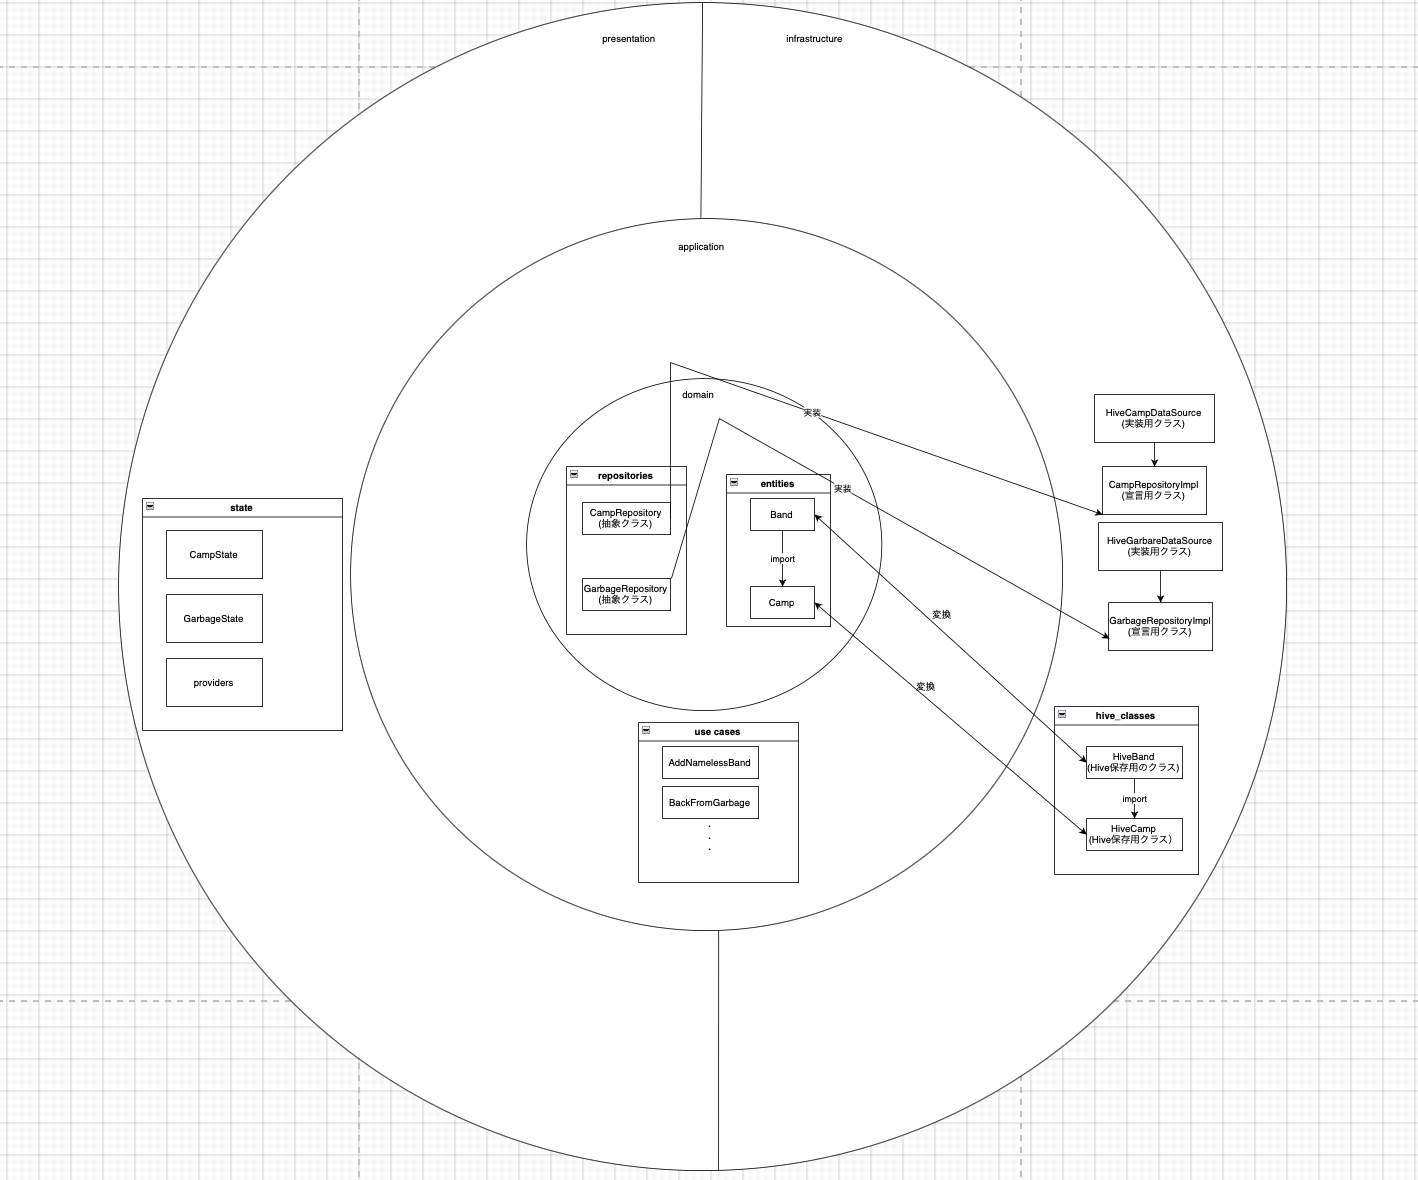 presentation
infrastructure
application
domain
実装
HiveCampDataSource
(実装用クラス)
repositories
entities
実装
CampRepositoryImpl
(宣言用クラス)
state
CampRepository
(抽象クラス)
Band
HiveGarbareDataSource
(実装用クラス)
CampState
import
GarbageRepository
(抽象クラス)
Camp
変換
GarbageState
GarbageRepositoryImpl
(宣言用クラス)
providers
変換
hive_classes
use cases
AddNamelessBand
HiveBand
(Hive保存用のクラス)
BackFromGarbage
import
.
.
.
HiveCamp
(Hive保存用クラス）